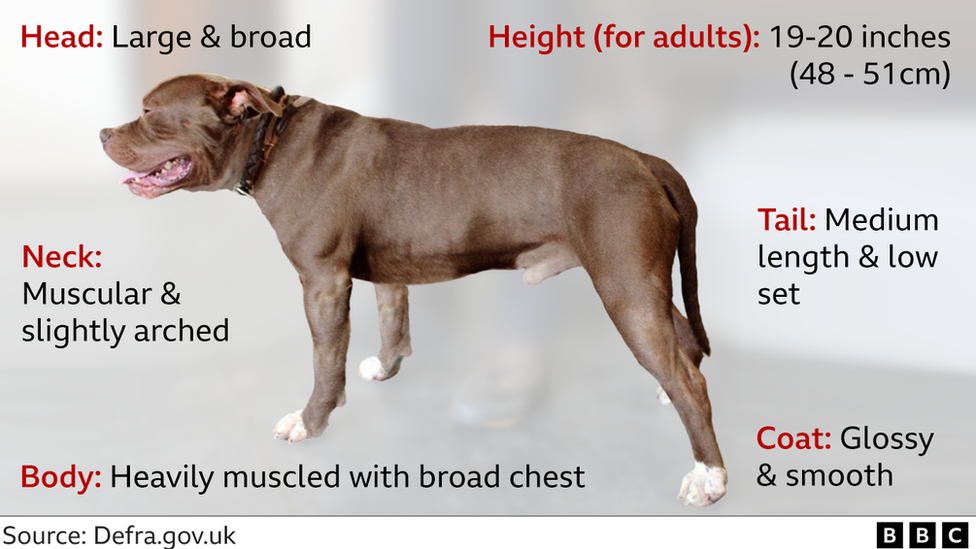 Head: Large & broad
Height (for adults): 19-20 inches
(48 - 51cm)
Neck:
Muscular &
slightly arched
Tail: Medium
length & low
set
Coat: Glossy
& smooth
Body: Heavily muscled with broad chest
Source: Defra.gov.uk
BBC